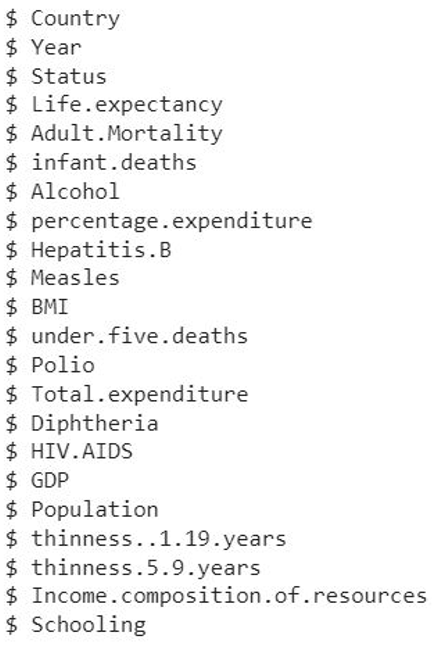 $ Country
$ Year
$ Status
$ Life.expectancy
$ Adult.Mortality
$ infant.deaths
$ Alcohol
$ percentage.expenditure
$ Hepatitis.B
$ Measles
$ BMI
$ under.five.deaths
$ Polio
$ Total.expenditure
$ Diphtheria
$ HIV.AIDS
$ GDP
$ Population
$ thinness..1.19.years
$ thinness.5.9.years
$ Income.composition.of.resources
$ Schooling